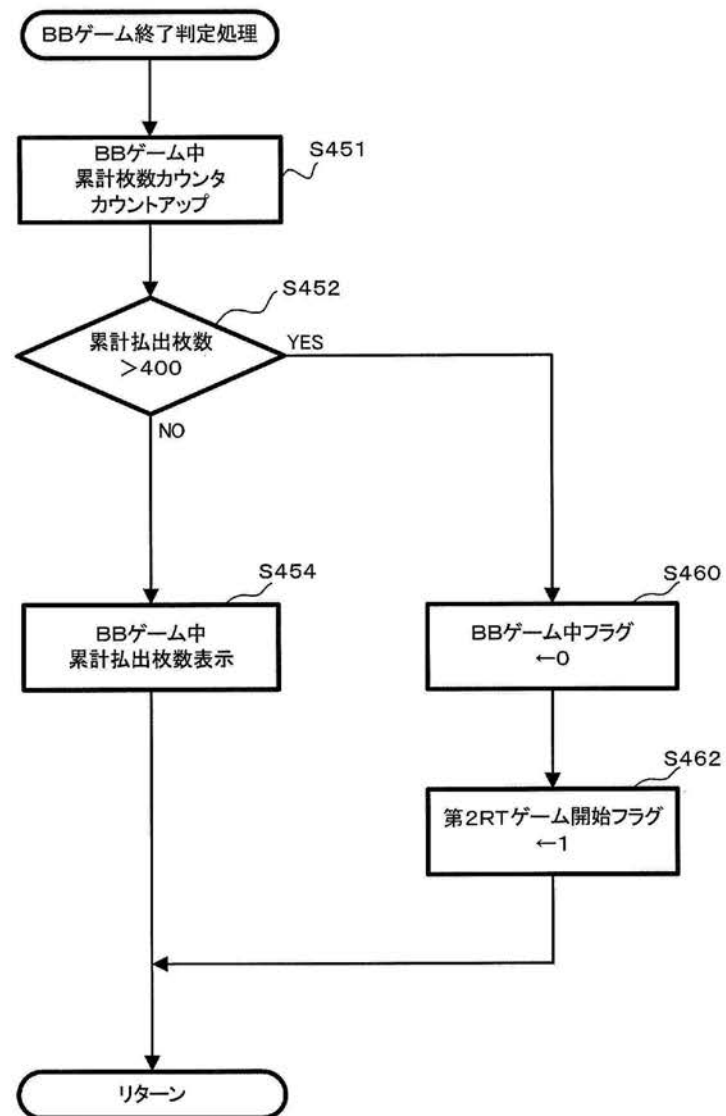 BBゲーム終了判定処理
BBゲーム中
累計枚数カウンタ
カウントアップ
S451
S452
累計払出枚数
＞400
YES
NO
S454
BBゲーム中
累計払出枚数表示
S460
BBゲーム中フラグ
←0
S462
第2RTゲーム開始フラグ
←1
リターン